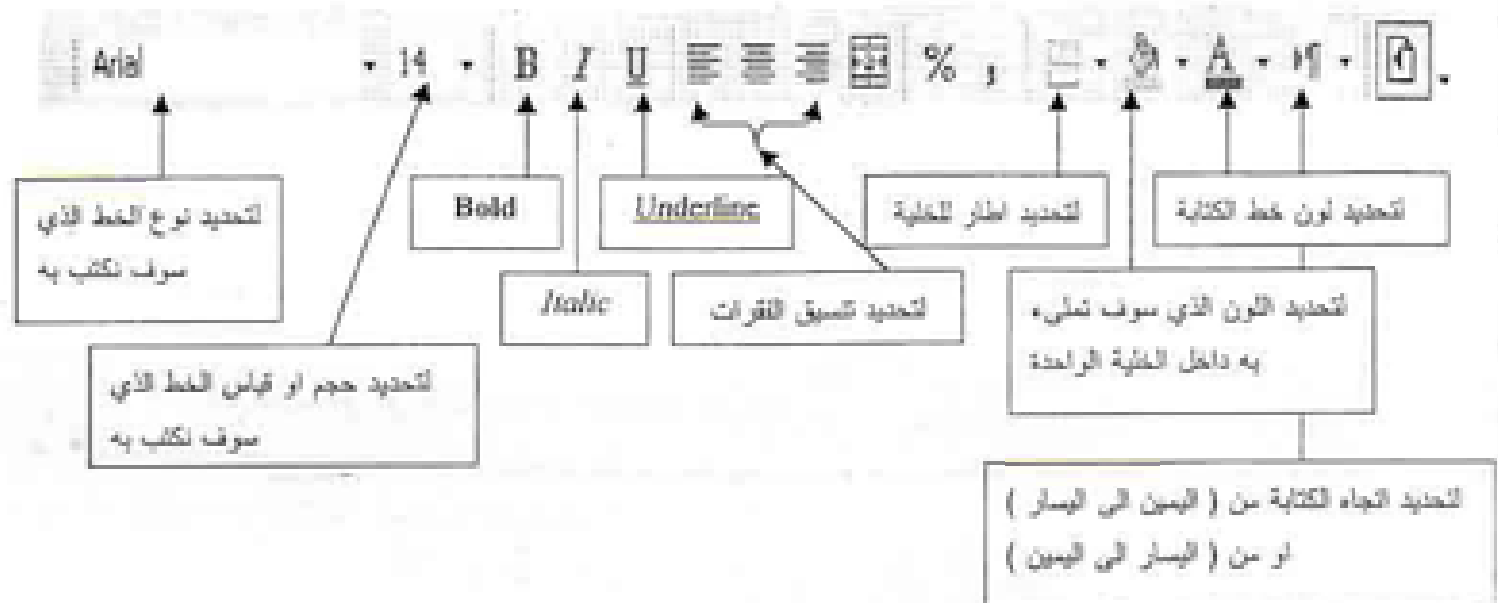 Arial 14 B I U % ,
لتحديد نوع الخط الذي
سوف نكتب به
Bold
Underline
لتحديد اطار للخلية
لتحديد لون خط الكتابة
Italic
لتحديد تنسيق الفقرات
لتحديد اللون الذي سوف نمليء
به داخل الخلية الواحدة
لتحديد حجم او قياس الخط الذي
سوف نكتب به
لتحديد اتجاه الكتابة من ( اليمين الى اليسار )
او من ( اليسار الى اليمين )